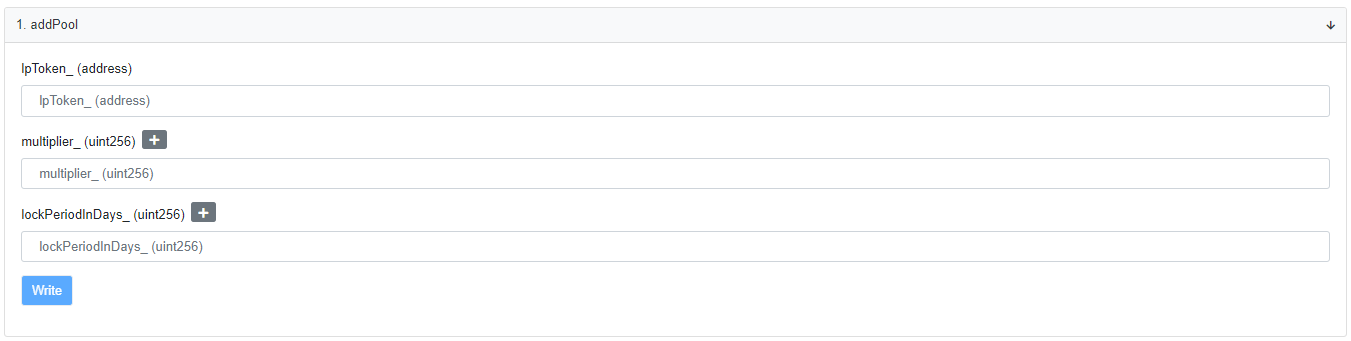 1. addPool
lpToken_ (address)
lpToken_ (address)
multiplier_ (uint256)
multiplier_ (uint256)
lockPeriodInDays_ (uint256)
lockPeriodInDays_ (uint256)
Write